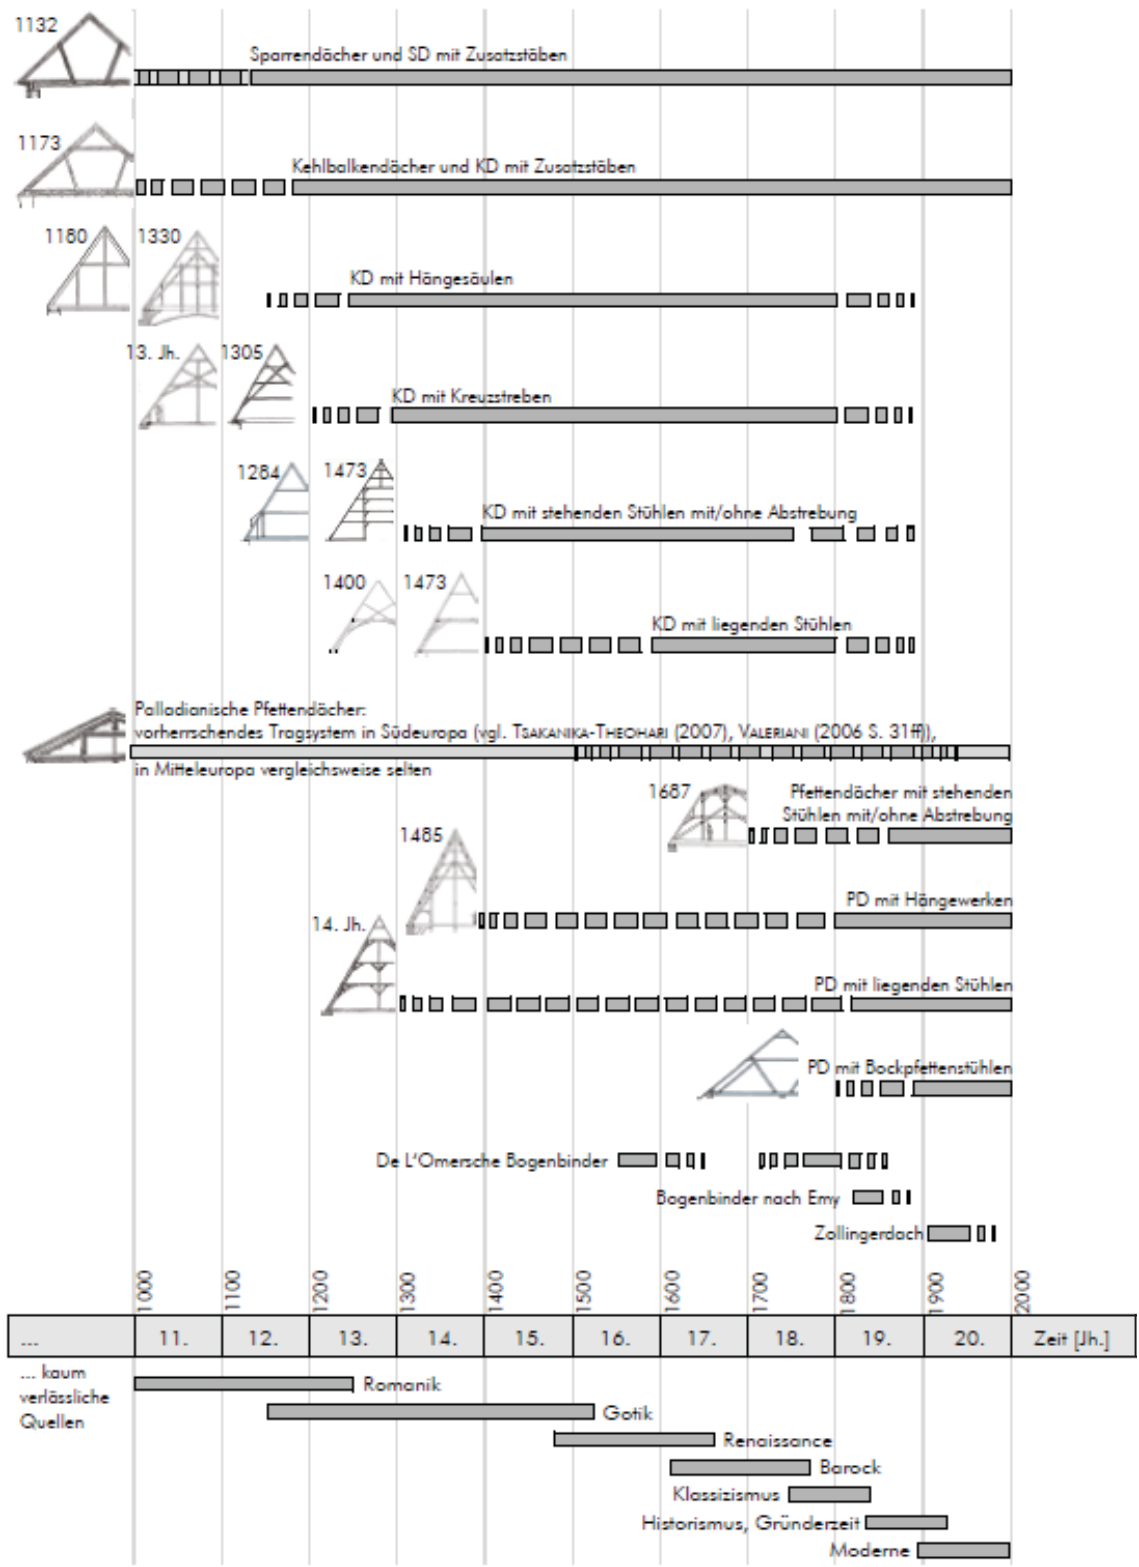 1132
Sparrendächer und SD mit Zusatzstäben
1173
Kehlbalkendächer und KD mit Zusatzstäben
1180
1330
KD mit Hängesäulen
13. Jh.
1305
KD mit Kreuzstreben
1284
1473
KD mit stehenden Stühlen mit/ohne Abstrebung
1400
1473
KD mit liegenden Stühlen
Palladianische Pfettendächer:
vorherrschendes Tragsystem in Südeuropa (vgl. TSAKANIKA-THEOHARI (2007), VALERIANI (2006 S. 31ff)),
in Mitteleuropa vergleichsweise selten
1687
Pfettendächer mit stehenden
Stühlen mit/ohne Abstrebung
1485
PD mit Hängewerken
14. Jh.
PD mit liegenden Stühlen
PD mit Bockpfettenstühlen
De L'Omersche Bogenbinder
Bogenbinder nach Emy
Zollingerdach
1000
1100
1200
1300
1400
1500
1600
1700
1800
1900
2000
... 11. 12. 13. 14. 15. 16. 17. 18. 19. 20. Zeit [Jh.]
... kaum
verlässliche
Quellen
Romanik
Gotik
Renaissance
Barock
Klassizismus
Historismus, Gründerzeit
Moderne